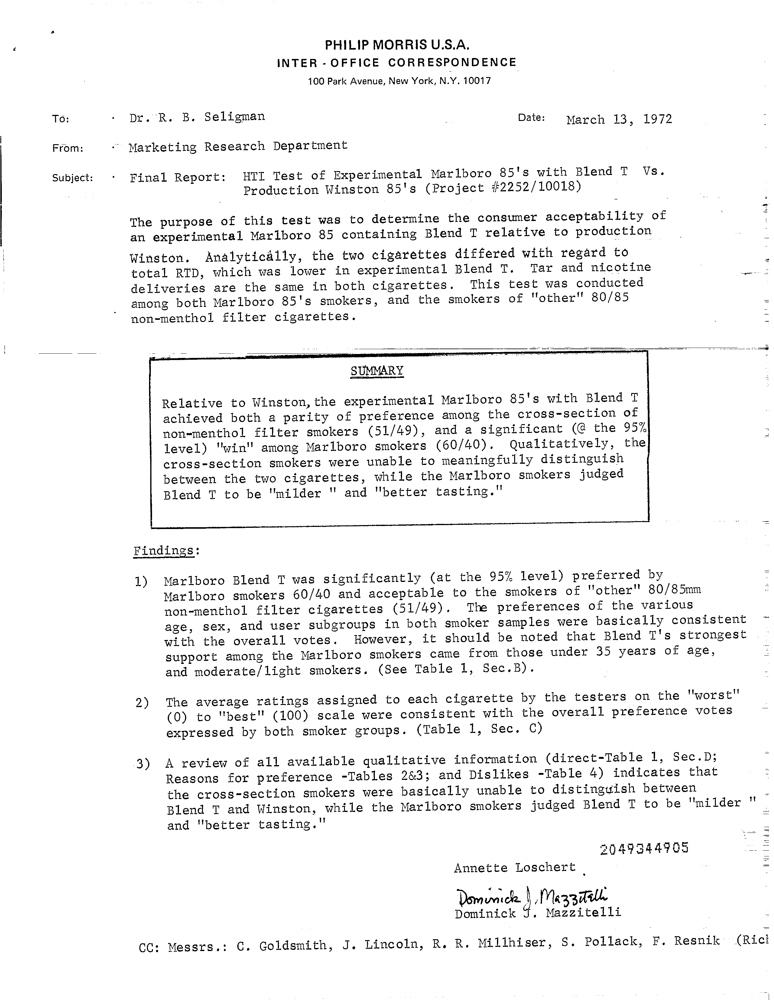 PHILIP MORRIS U.S.A.
INTER - OFFICE CORRESPONDENCE
100 Park Avenue, New York, N.Y. 10017
To: Dr. R. B. Seligman Date: March 13, 1972
From: Marketing Research Department
Subject: Final Report: HTI Test of Experimental Marlboro 85's with Blend T Vs.
Production Winston 85's (Project #2252/10018)
The purpose of this test was to determine the consumer acceptability of
an experimental Marlboro 85 containing Blend T relative to production
Winston. Analytically, the two cigarettes differed with regard to
total RTD, which was lower in experimental Blend T. Tar and nicotine
deliveries are the same in both cigarettes. This test was conducted
among both Marlboro 85's smokers, and the smokers of "other" 80/85
non-menthol filter cigarettes.
SUMMARY
Relative to Winston, the experimental Marlboro 85's with Blend T
achieved both a parity of preference among the cross-section of
non-menthol filter smokers (51/49), and a significant (@ the 95%
level) "win" among Marlboro smokers (60/40). Qualitatively, the
cross-section smokers were unable to meaningfully distinguish
between the two cigarettes, while the Marlboro smokers judged
Blend T to be "milder " and "better tasting."
Findings:
1) Marlboro Blend T was significantly (at the 95% level) preferred by
Marlboro smokers 60/40 and acceptable to the smokers of "other" 80/85mm
non-menthol filter cigarettes (51/49). The preferences of the various
age, sex, and user subgroups in both smoker samples were basically consistent
with the overall votes. However, it should be noted that Blend T's strongest
support among the Marlboro smokers came from those under 35 years of age,
and moderate/light smokers. (See Table 1, Sec.B).
2) The average ratings assigned to each cigarette by the testers on the "worst"
(0) to "best" (100) scale were consistent with the overall preference votes
expressed by both smoker groups. (Table 1, Sec. C)
3) A review of all available qualitative information (direct-Table 1, Sec.D;
Reasons for preference -Tables 2&3; and Dislikes -Table 4) indicates that
the cross-section smokers were basically unable to distinguish between
Blend T and Winston, while the Marlboro smokers judged Blend T to be "milder "
and "better tasting."
2049344905
Annette Loschert
Dominick J. Mazzitelli
Dominick J. Mazzitelli
CC: Messrs.: C. Goldsmith, J. Lincoln, R. R. Millhiser, S. Pollack, F. Resnik (Rich